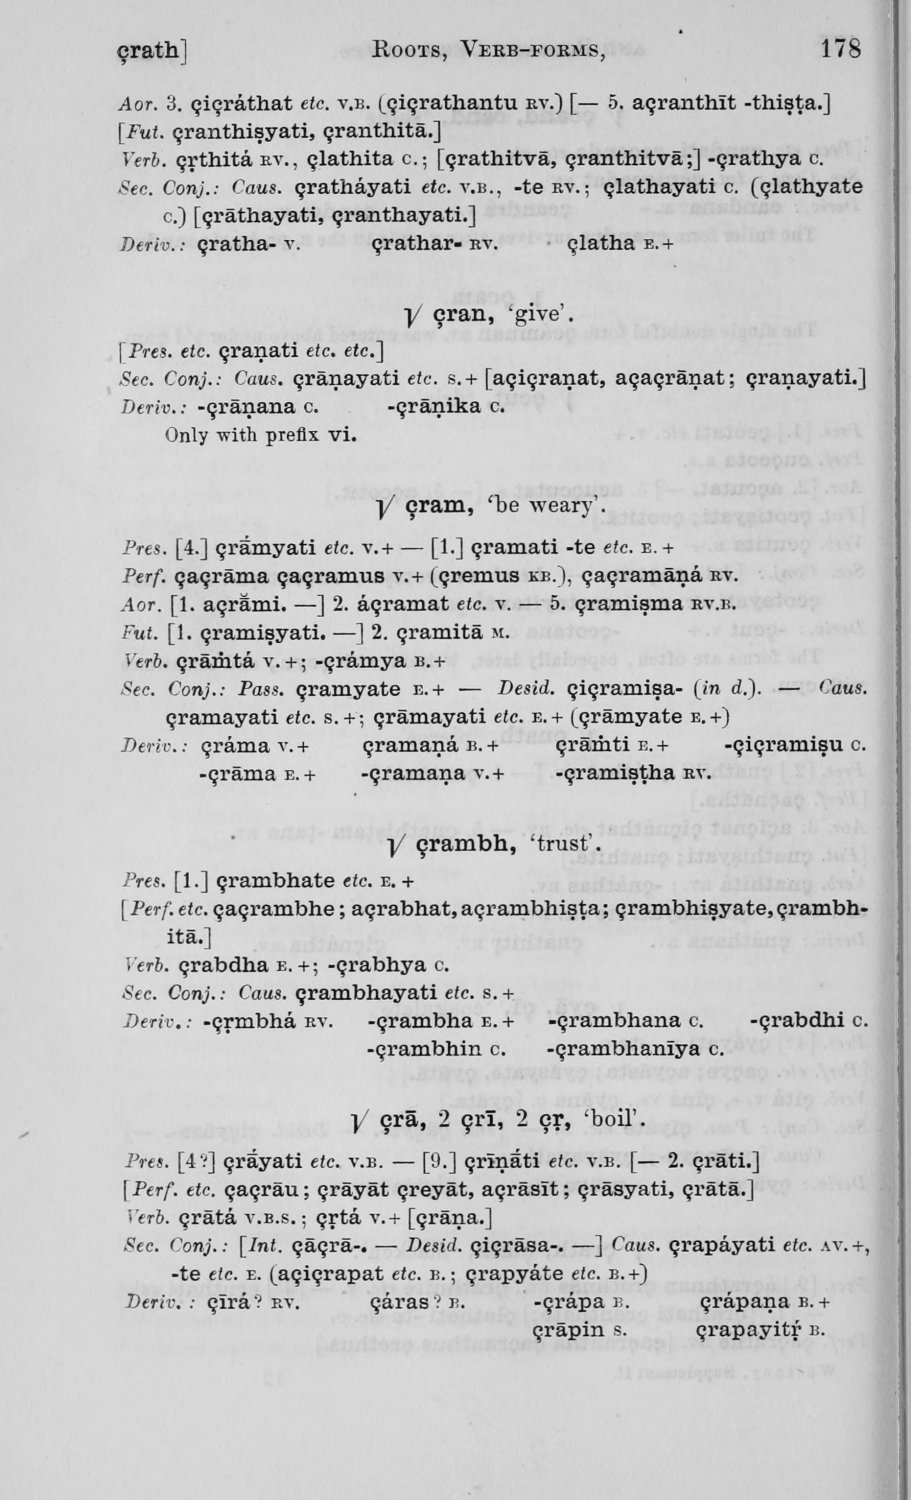 çrath] Roots, Verb-forms, 178
Aor. 3. çiçráthat etc. v.b. (çiçrathantu rv.) [— 5. açranthīt -thiṣṭa.]
[Fut. çranthiṣyati, çranthitā.]
Verb. çṛthitá rv., çlathita c.; [çrathitvā, çranthitvā;] -çrathya c.
Sec. Conj.: Caus. çratháyati etc. v.b., -te rv.; çlathayati c. (çlathyate
c.) [çrāthayati, çranthayati.]
Deriv.: çratha- v. çrathar- rv. çlatha e.+
√ çran, ‘give’.
[Pres. etc. çraṇati etc. etc.]
Sec. Conj.: Caus. çrāṇayati etc. s.+ [açiçraṇat, açaçrāṇat; çraṇayati.]
Deriv.: -çrāṇana c. -çrāṇika c.
Only with prefix vi.
√ çram, ‘be weary’.
Pres. [4.] çrā́myati etc. v.+ — [1.] çramati -te etc. e.+
Perf. çaçrāma çaçramus v.+ (çremus kb.), çaçramāṇá rv.
Aor. [1. açrā̆mi. —] 2. áçramat etc. v. — 5. çramiṣma rv.b.
Fut. [1. çramiṣyati. —] 2. çramitā m.
Verb. çrāṁtá v.+; -çrámya b.+
Sec. Conj.: Pass. çramyate e.+ — Desid. çiçramiṣa- (in d.). — Caus.
çramayati etc. s.+; çrāmayati etc. e.+ (çrāmyate e.+)
Deriv.: çráma v.+ çramaṇá b.+ çrāṁti e.+ -çiçramiṣu c.
-çrāma e.+ -çramaṇa v.+ -çramiṣṭha rv.
√ çrambh, ‘trust’.
Pres. [1.] çrambhate etc. e.+
[Perf. etc. çaçrambhe; açrabhat, açrambhiṣṭa; çrambhiṣyate, çrambh-
itā.]
Verb. çrabdha e.+; -çrabhya c.
Sec. Conj.: Caus. çrambhayati etc. s.+
Deriv.: -çṛmbhá rv. -çrambha e.+ -çrambhana c. -çrabdhi c.
-çrambhin c. -çrambhanīya c.
√ çrā, 2 çrī, 2 çṛ, ‘boil’.
Pres. [4?] çrā́yati etc. v.b. — [9.] çrīṇā́ti etc. v.b. [— 2. çrāti.]
[Perf. etc. çaçrāu; çrāyāt çreyāt, açrāsīt; çrāsyati, çrātā.]
Verb. çrātá v.b.s.; çṛtá v.+ [çrāṇa.]
Sec. Conj.: [Int. çāçrā-. — Desid. çiçrāsa-. —] Caus. çrapáyati etc. av.+,
-te etc. e. (açiçrapat etc. b.; çrapyáte etc. b.+)
Deriv.: çīrá? rv. çáras? b. -çrápa b. çrápaṇa b.+
çrāpin s. çrapayitṛ́ b.